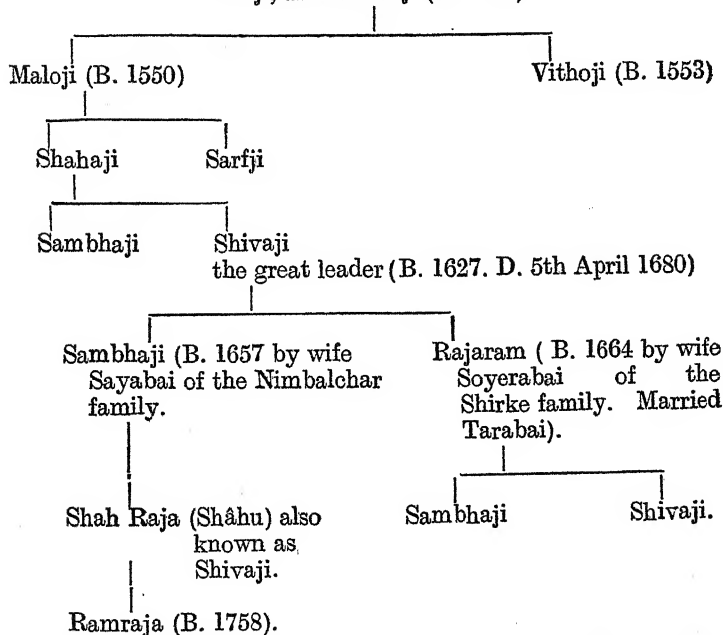 Maloji (B. 1550) Vithoji (B. 1553)
Shahaji Sarfji
Sambhaji Shivaji
the great leader (B. 1627. D. 5th April 1680)
Sambhaji (B. 1657 by wife
Sayabai of the Nimbalchar
family.
Rajaram ( B. 1664 by wife
Soyerabai of the
Shirke family. Married
Tarabai).
Shah Raja (Shâhu) also
known as
Shivaji.
Sambhaji Shivaji.
Ramraja (B. 1758).